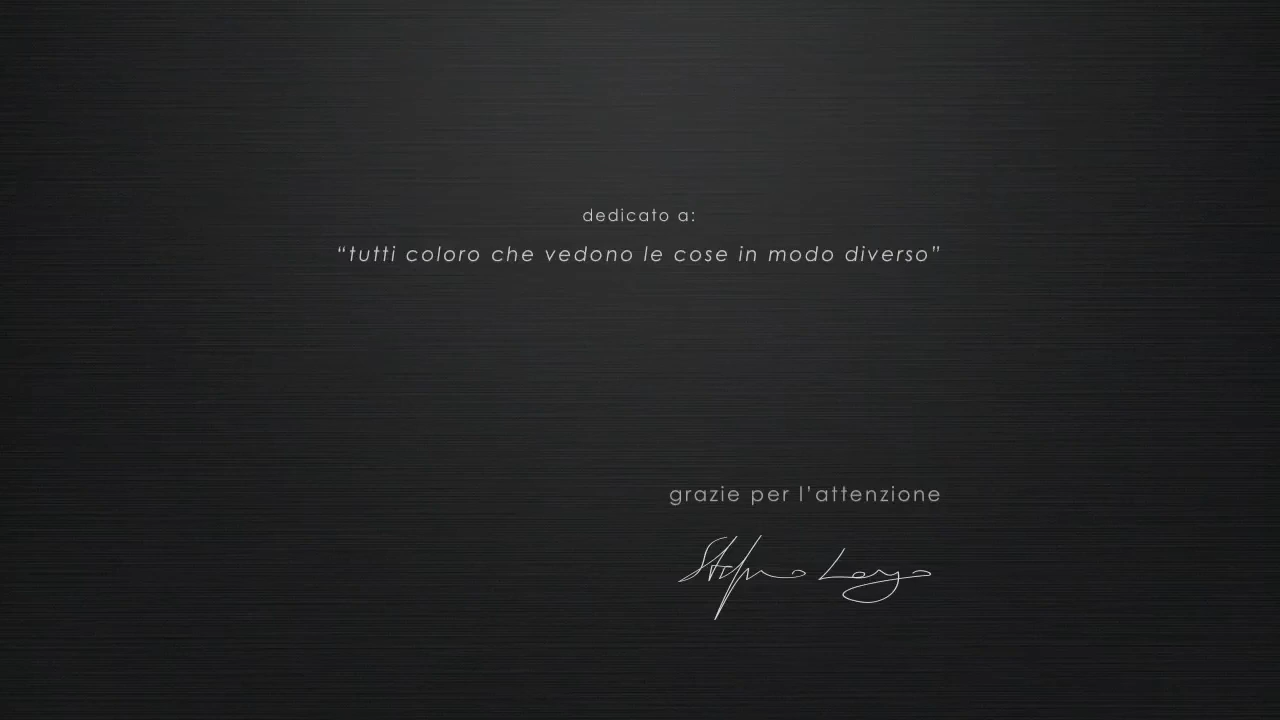 dedicato a:
“tutti coloro che vedono le cose in modo diverso”
grazie per l’attenzione